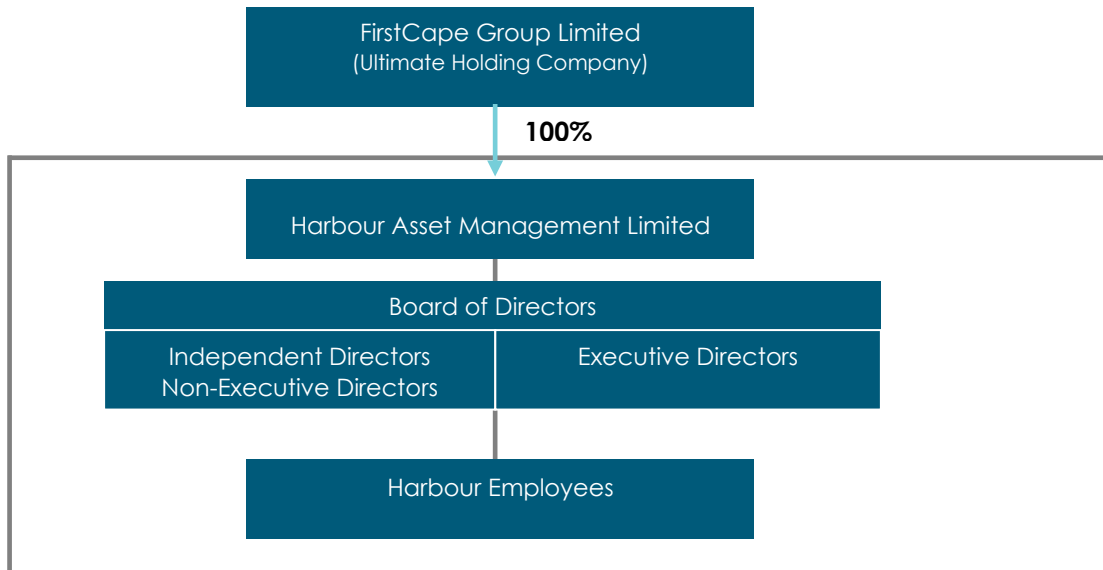 FirstCape Group Limited
(Ultimate Holding Company)
100%
Harbour Asset Management Limited
Board of Directors
Independent Directors
Non-Executive Directors
Executive Directors
Harbour Employees